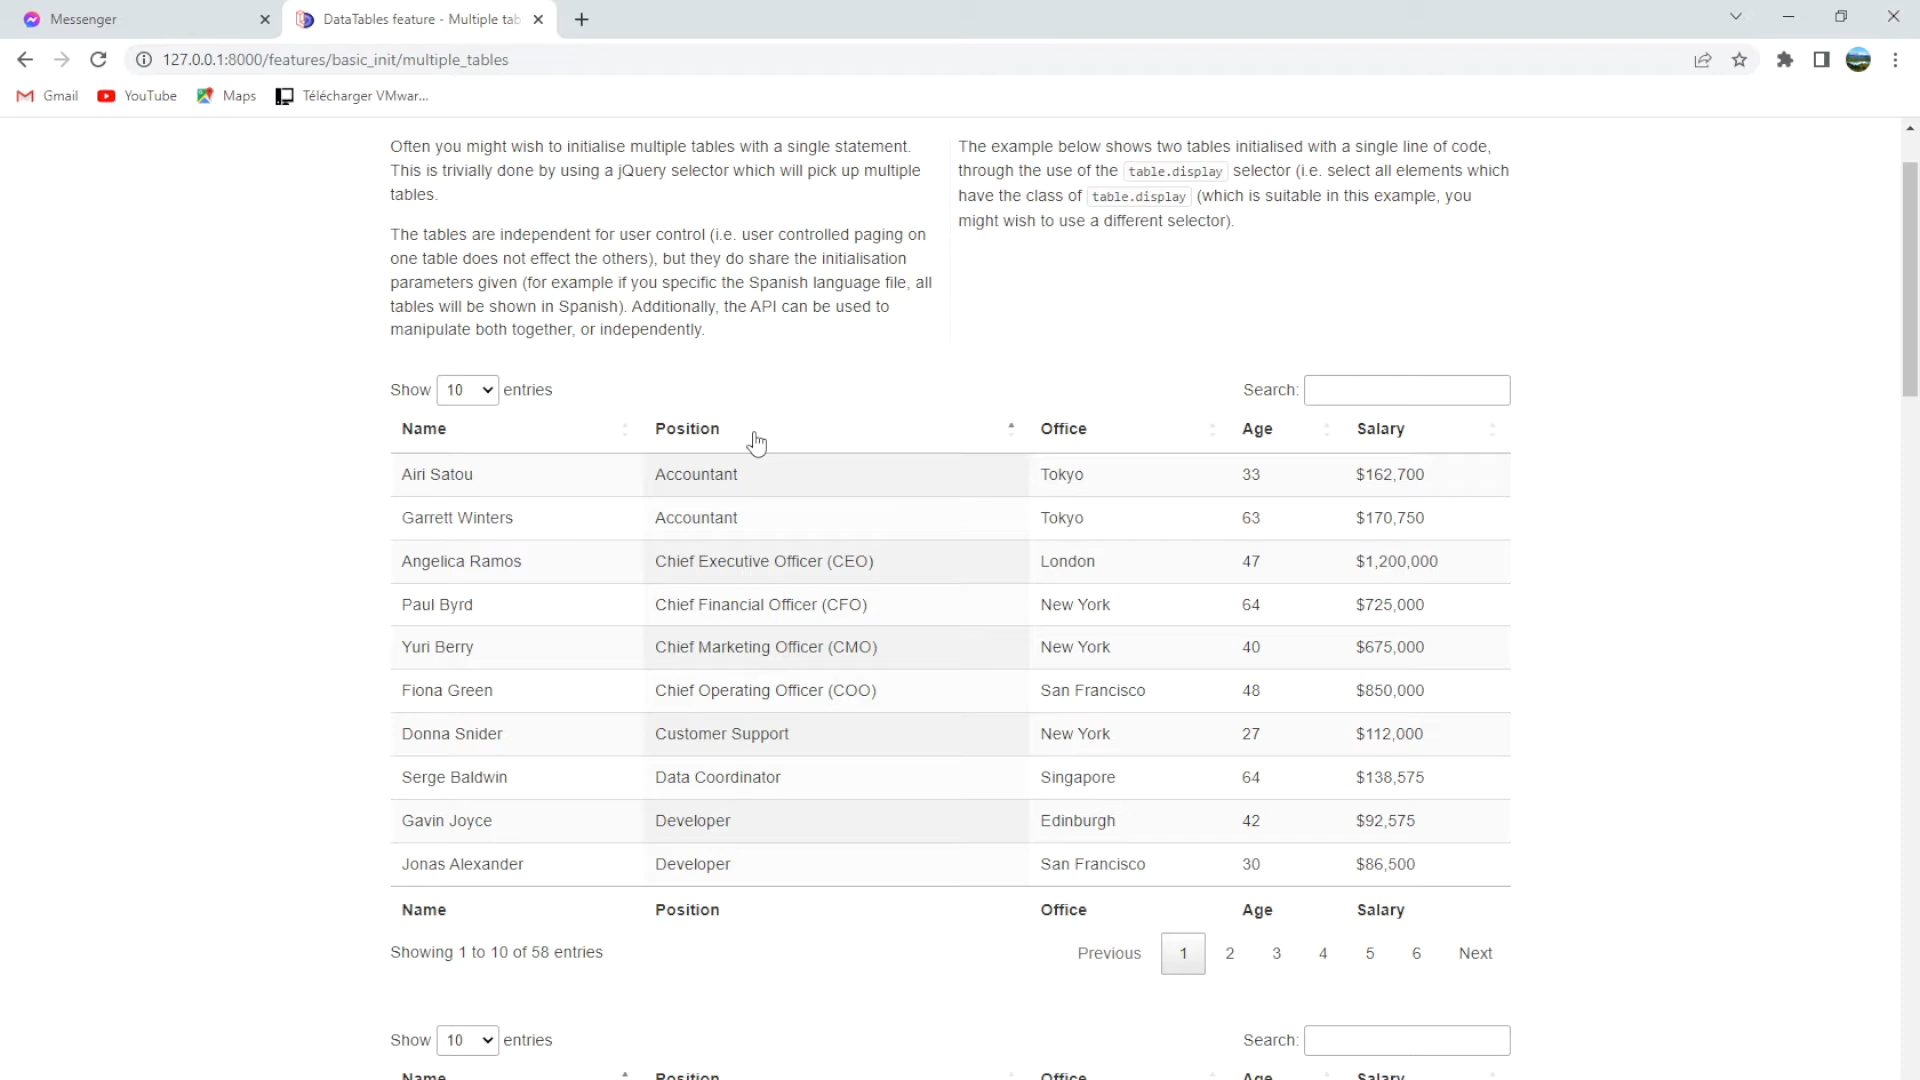 Messenger
DataTables feature - Multiple tab
127.0.0.1:8000/features/basic_init/multiple_tables
Gmail
YouTube
Maps
Télécharger VMwar...
Often you might wish to initialise multiple tables with a single statement.
This is trivially done by using a jQuery selector which will pick up multiple
tables.
The tables are independent for user control (i.e. user controlled paging on
one table does not effect the others), but they do share the initialisation
parameters given (for example if you specific the Spanish language file, all
tables will be shown in Spanish). Additionally, the API can be used to
manipulate both together, or independently.
The example below shows two tables initialised with a single line of code,
through the use of the table.display selector (i.e. select all elements which
have the class of table.display (which is suitable in this example, you
might wish to use a different selector).
Show 10 entries Search:
Name Position Office Age Salary
Airi Satou Accountant Tokyo 33 $162,700
Garrett Winters Accountant Tokyo 63 $170,750
Angelica Ramos Chief Executive Officer (CEO) London 47 $1,200,000
Paul Byrd Chief Financial Officer (CFO) New York 64 $725,000
Yuri Berry Chief Marketing Officer (CMO) New York 40 $675,000
Fiona Green Chief Operating Officer (COO) San Francisco 48 $850,000
Donna Snider Customer Support New York 27 $112,000
Serge Baldwin Data Coordinator Singapore 64 $138,575
Gavin Joyce Developer Edinburgh 42 $92,575
Jonas Alexander Developer San Francisco 30 $86,500
Name Position Office Age Salary
Showing 1 to 10 of 58 entries Previous 1 2 3 4 5 6 Next
Show 10 entries Search:
Name Position Office Age Salary